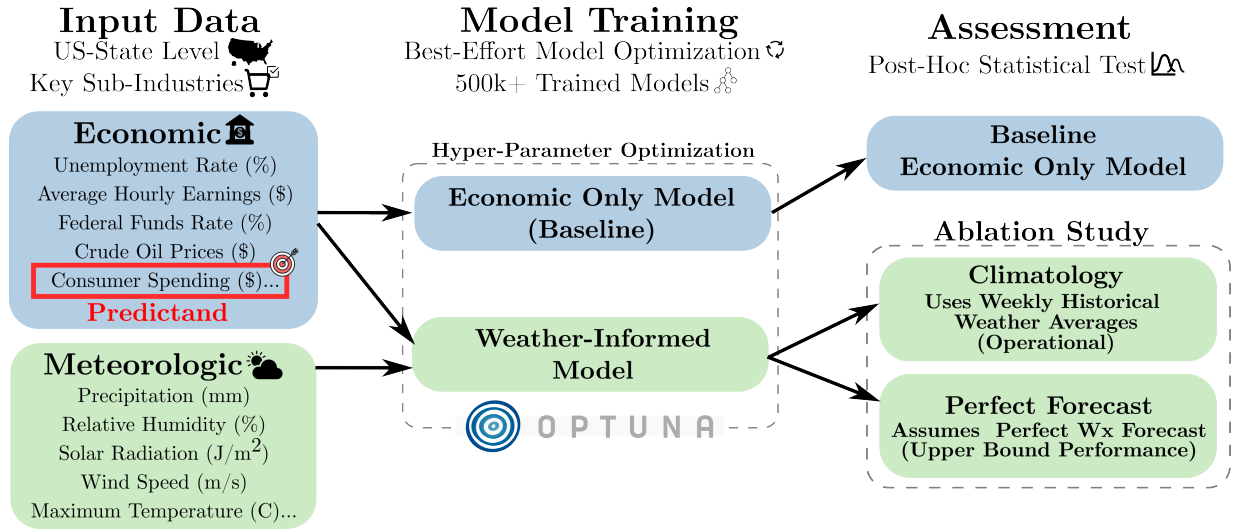 Input Data
US-State Level
Key Sub-Industries
Economic
Unemployment Rate (%)
Average Hourly Earnings ($)
Federal Funds Rate (%)
Crude Oil Prices ($)
Consumer Spending ($)...
Predictand
Meteorologic
Precipitation (mm)
Relative Humidity (%)
Solar Radiation (J/m²)
Wind Speed (m/s)
Maximum Temperature (C)...
Model Training
Best-Effort Model Optimization
500k+ Trained Models
Hyper-Parameter Optimization
Economic Only Model
(Baseline)
Weather-Informed
Model
OPTUNA
Assessment
Post-Hoc Statistical Test
Baseline
Economic Only Model
Ablation Study
Climatology
Uses Weekly Historical
Weather Averages
(Operational)
Perfect Forecast
Assumes Perfect Wx Forecast
(Upper Bound Performance)